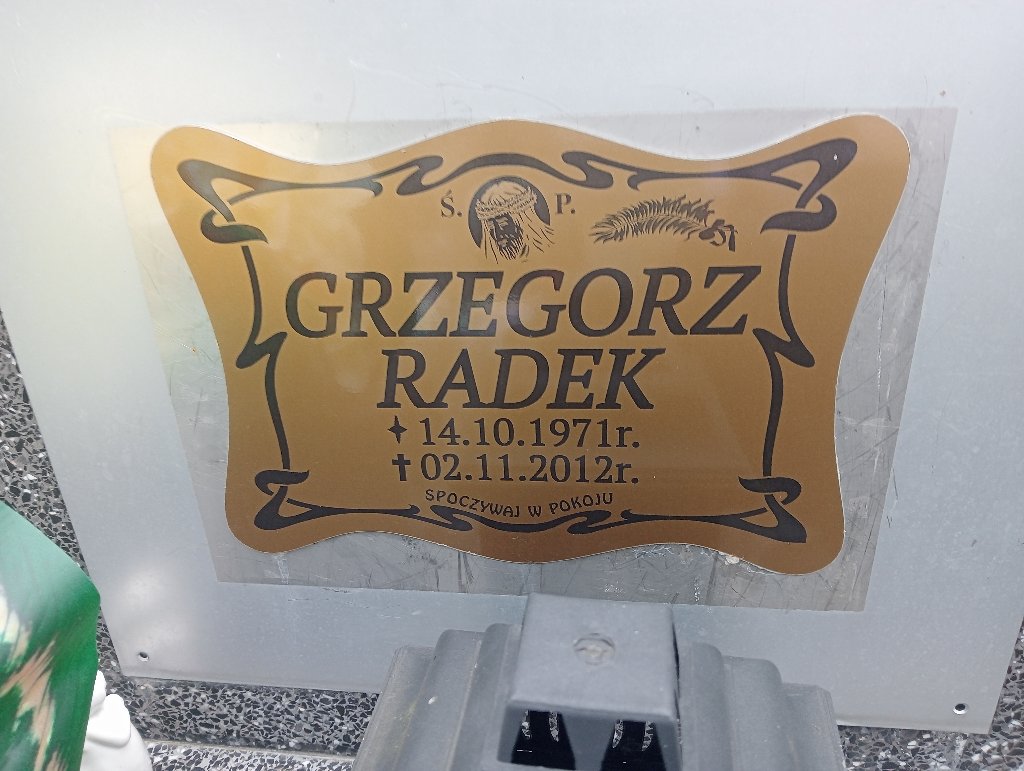 Ś. P.
GRZEGORZ
RADEK
14.10.1971r.
02.11.2012r.
SPOCZYWAJ W POKOJU